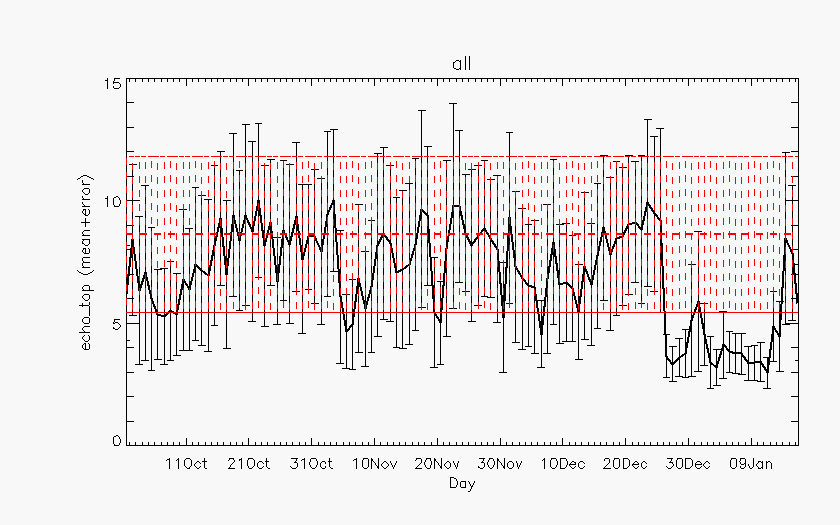 all
15
10
5
0
echo_top (mean+error)
11Oct 21Oct 31Oct 10Nov 20Nov 30Nov 10Dec 20Dec 30Dec 09Jan
Day